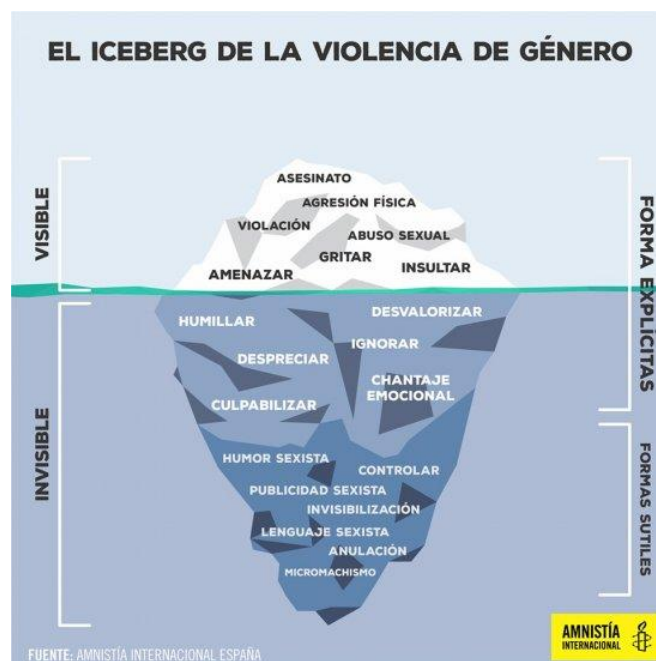 EL ICEBERG DE LA VIOLENCIA DE GÉNERO
VISIBLE
ASESINATO
AGRESIÓN FÍSICA
VIOLACIÓN
ABUSO SEXUAL
GRITAR
AMENAZAR
INSULTAR
FORMA EXPLÍCITAS
INVISIBLE
HUMILLAR
DESVALORIZAR
IGNORAR
DESPRECIAR
CHANTAJE
EMOCIONAL
CULPABILIZAR
HUMOR SEXISTA
CONTROLAR
PUBLICIDAD SEXISTA
INVISIBILIZACIÓN
LENGUAJE SEXISTA
ANULACIÓN
MICROMACHISMO
FORMAS SUTILES
FUENTE: AMNISTÍA INTERNACIONAL ESPAÑA
AMNISTÍA
INTERNACIONAL